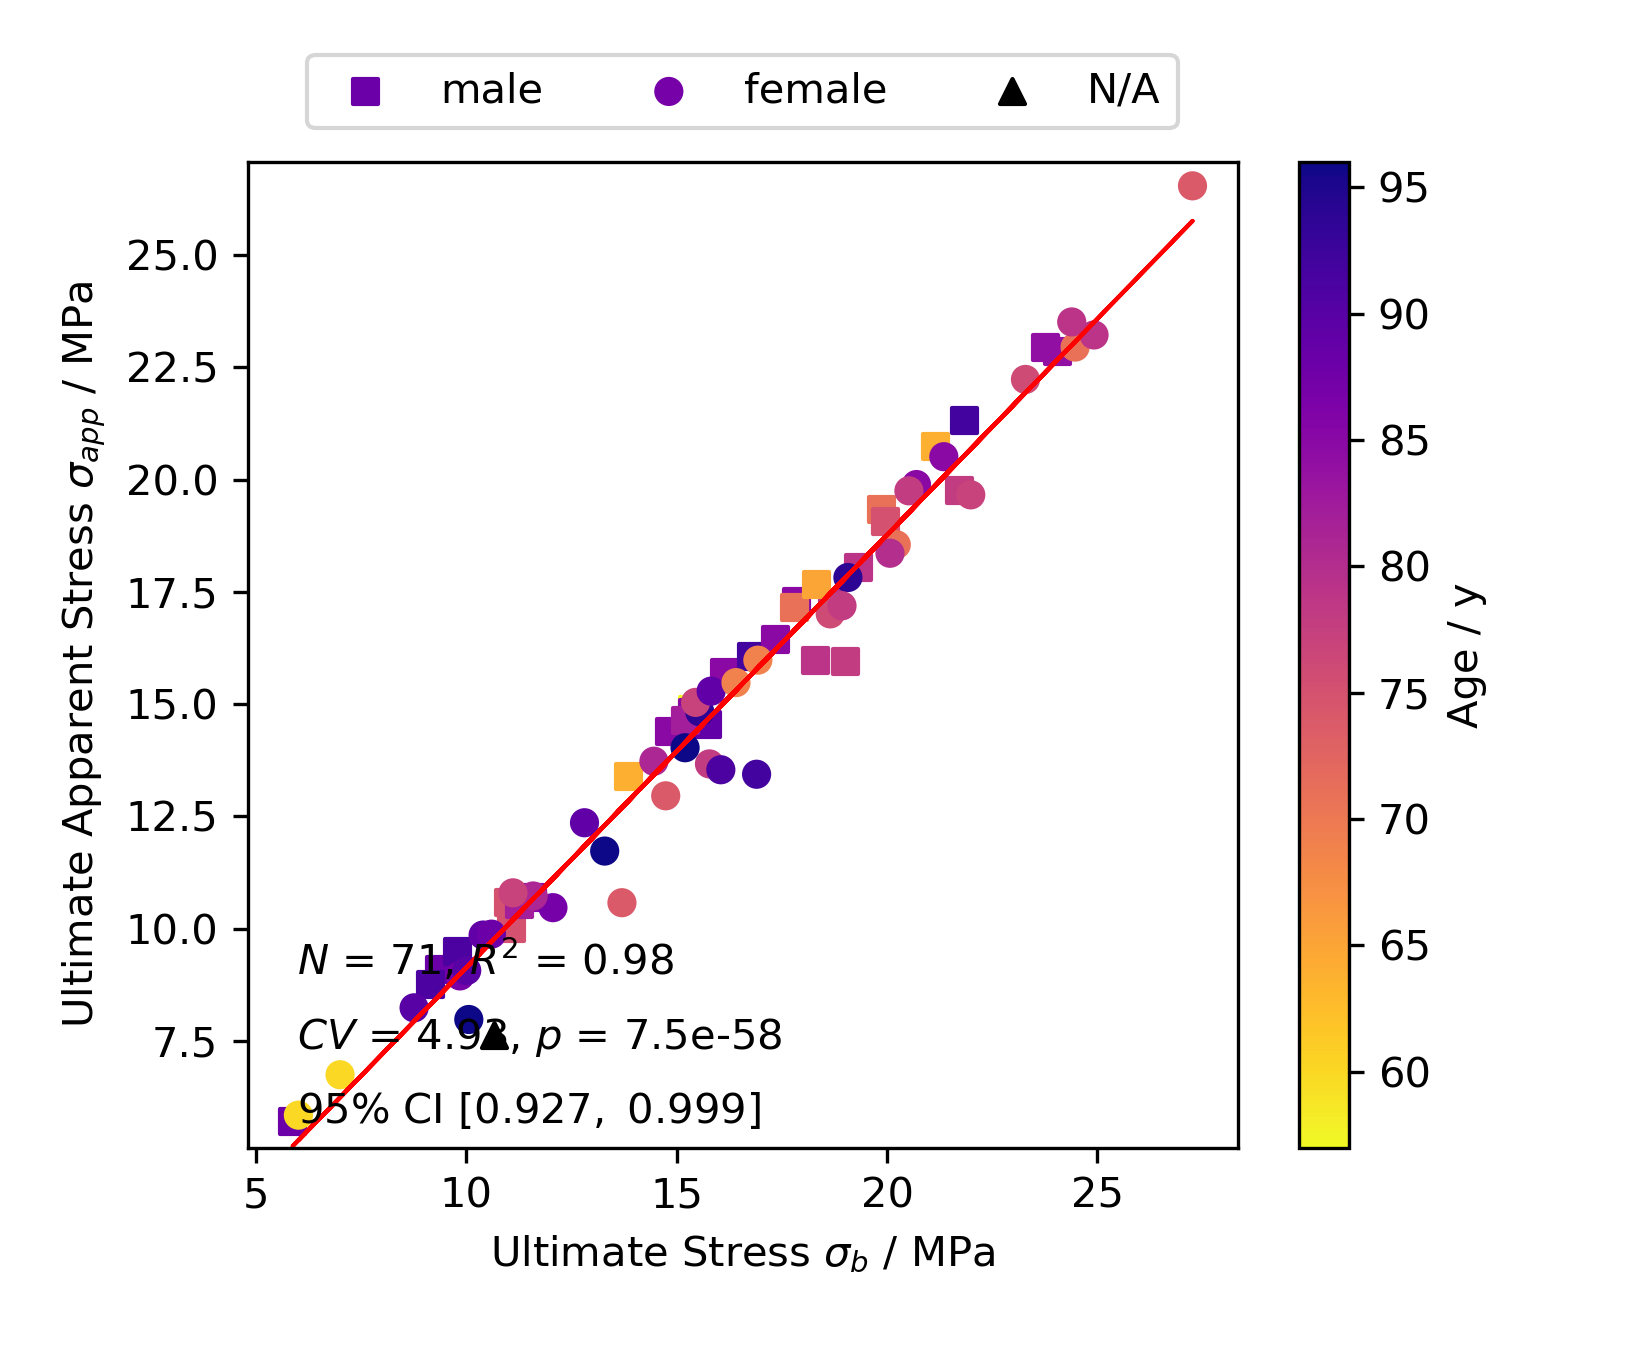 male female N/A
25.0
22.5
20.0
17.5
15.0
12.5
10.0
7.5
Ultimate Apparent Stress σ_app / MPa
N = 71, R² = 0.98
CV = 4.93, p = 7.5e-58
95% CI [0.927, 0.999]
5 10 15 20 25
Ultimate Stress σ_b / MPa
95
90
85
80
75
70
65
60
Age / y